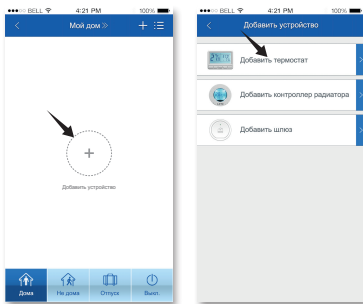 BELL 4:21 PM 100%
Мой дом
Добавить устройство
Дома Не дома Отпуск Выкл.
BELL 4:21 PM 100%
Добавить устройство
Добавить термостат
Добавить контроллер радиатора
Добавить шлюз